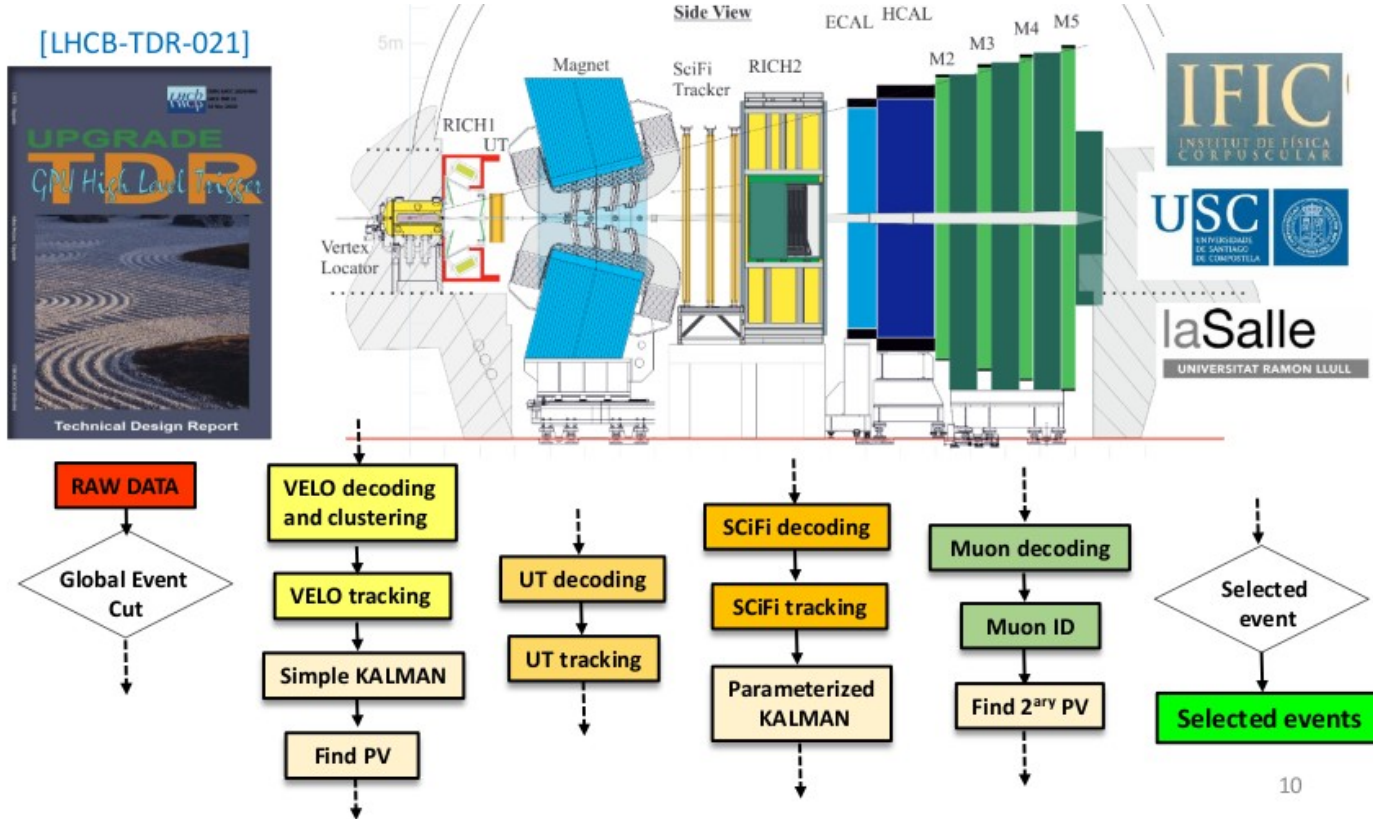 [LHCB-TDR-021]
UPGRADE
TDR
GPU High Level Trigger
Technical Design Report
Side View
5m
ECAL
HCAL
M2
M3
M4
M5
Magnet
SciFi
Tracker
RICH2
RICH1
UT
Vertex
Locator
IFIC
INSTITUT DE FÍSICA
CORPUSCULAR
USC
UNIVERSIDADE
DE SANTIAGO
DE COMPOSTELA
laSalle
UNIVERSITAT RAMON LLULL
RAW DATA
Global Event
Cut
VELO decoding
and clustering
VELO tracking
Simple KALMAN
Find PV
UT decoding
UT tracking
SCiFi decoding
SCiFi tracking
Parameterized
KALMAN
Muon decoding
Muon ID
Find 2ary PV
Selected
event
Selected events
10